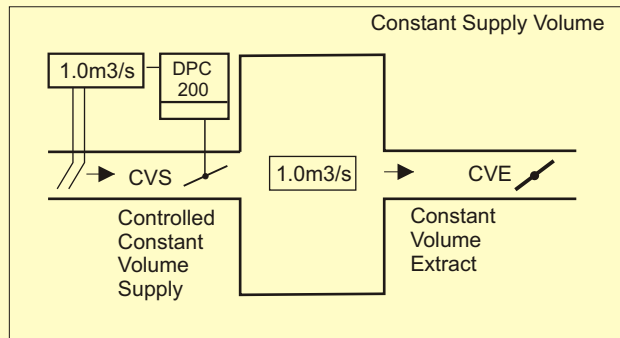 Constant Supply Volume
1.0m3/s
DPC
200
CVS
1.0m3/s
CVE
Controlled
Constant
Volume
Supply
Constant
Volume
Extract